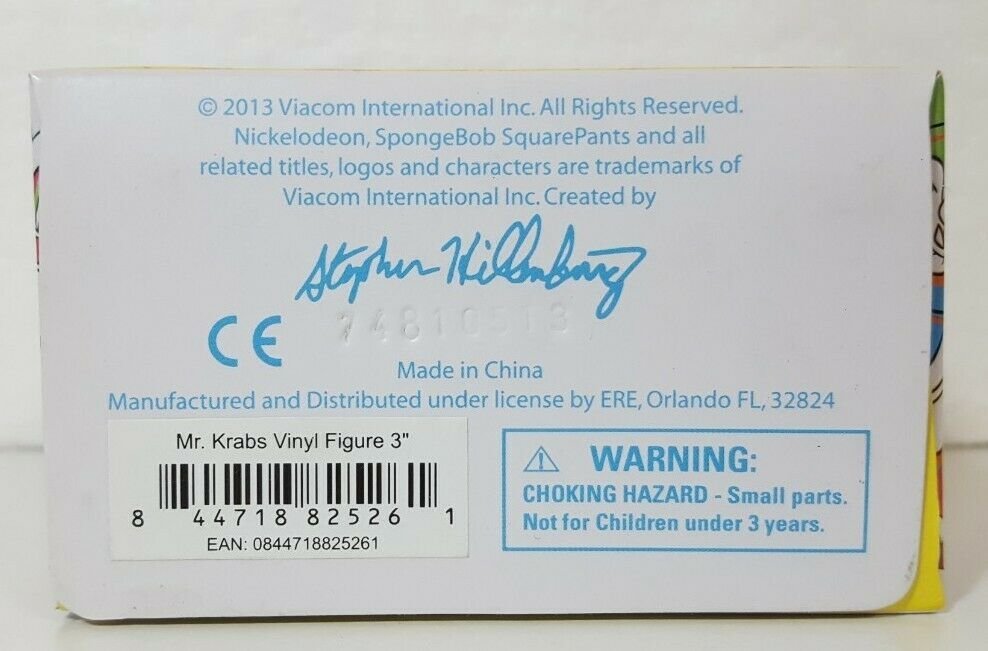 © 2013 Viacom International Inc. All Rights Reserved.
Nickelodeon, SpongeBob SquarePants and all
related titles, logos and characters are trademarks of
Viacom International Inc. Created by
Stephen Hillenburg
74810513
CE
Made in China
Manufactured and Distributed under license by ERE, Orlando FL, 32824
Mr. Krabs Vinyl Figure 3"
8 44718 82526 1
EAN: 0844718825261
WARNING:
CHOKING HAZARD - Small parts.
Not for Children under 3 years.